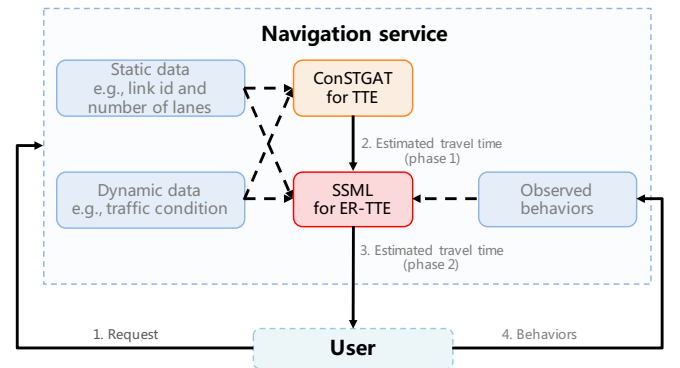 Navigation service
Static data
e.g., link id and
number of lanes
ConSTGAT
for TTE
2. Estimated travel time
(phase 1)
Dynamic data
e.g., traffic condition
SSML
for ER-TTE
Observed
behaviors
3. Estimated travel time
(phase 2)
1. Request
User
4. Behaviors